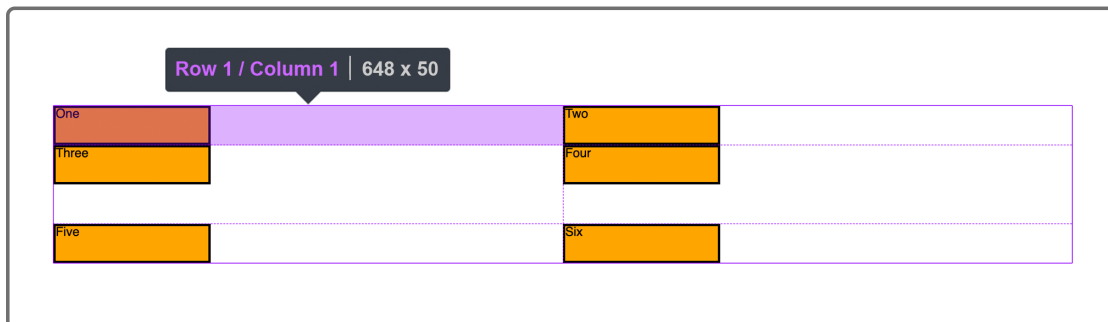 Row 1 / Column 1 | 648 x 50
One
Two
Three
Four
Five
Six